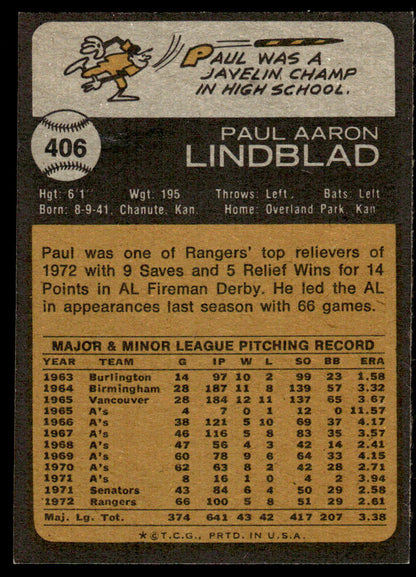 PAUL WAS A
JAVELIN CHAMP
IN HIGH SCHOOL.
406
PAUL AARON
LINDBLAD
Hgt: 6'1" Wgt: 195 Throws: Left Bats: Left
Born: 8-9-41, Chanute, Kan. Home: Overland Park, Kan
Paul was one of Rangers' top relievers of
1972 with 9 Saves and 5 Relief Wins for 14
Points in AL Fireman Derby. He led the AL
in appearances last season with 66 games.
MAJOR & MINOR LEAGUE PITCHING RECORD
YEAR TEAM G IP W L SO BB ERA
1963 Burlington 14 97 10 2 99 23 1.58
1964 Birmingham 28 187 11 8 139 57 3.32
1965 Vancouver 28 184 12 11 137 65 3.67
1965 A's 4 7 0 1 12 0 11.57
1966 A's 38 121 5 10 69 37 4.17
1967 A's 46 116 5 8 83 35 3.57
1968 A's 47 56 4 3 42 14 2.41
1969 A's 60 78 9 6 64 33 4.15
1970 A's 62 63 8 2 42 28 2.71
1971 A's 8 16 1 0 4 2 3.94
1971 Senators 43 84 6 4 50 29 2.58
1972 Rangers 66 100 5 8 51 29 2.61
Maj. Lg. Tot. 374 641 43 42 417 207 3.38
* © T.C.G., PRTD. IN U.S.A.